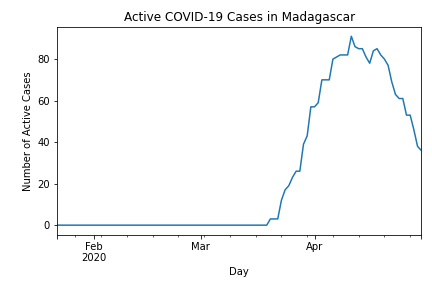 Active COVID-19 Cases in Madagascar
Number of Active Cases
80
60
40
20
0
Feb
2020
Mar
Apr
Day